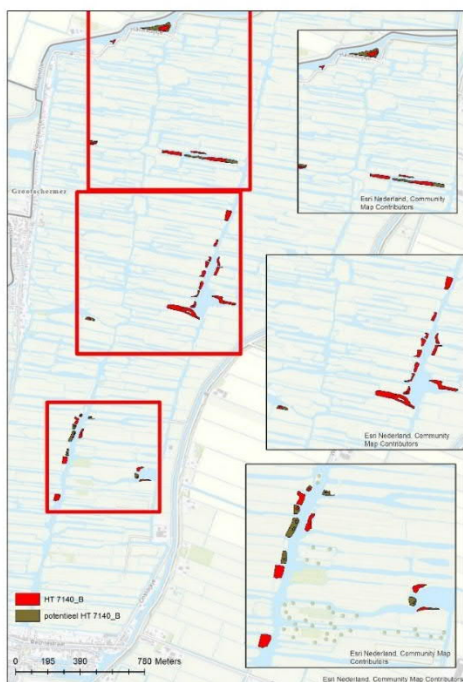 Grootschermer
Esri Nederland, Community
Map Contributors
Esri Nederland, Community
Map Contributors
HT 7140_B
potentieel HT 7140_B
0 195 390 780 Meters
Esri Nederland, Community Map
Contributors
Esri Nederland, Community Map Contributors